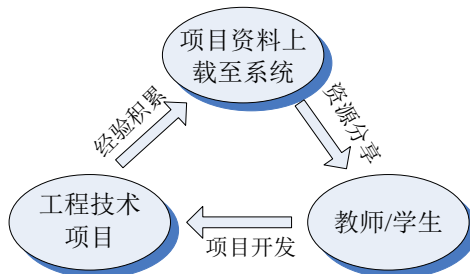 项目资料上
载至系统
经验积累
资源分享
工程技术
项目
教师/学生
项目开发